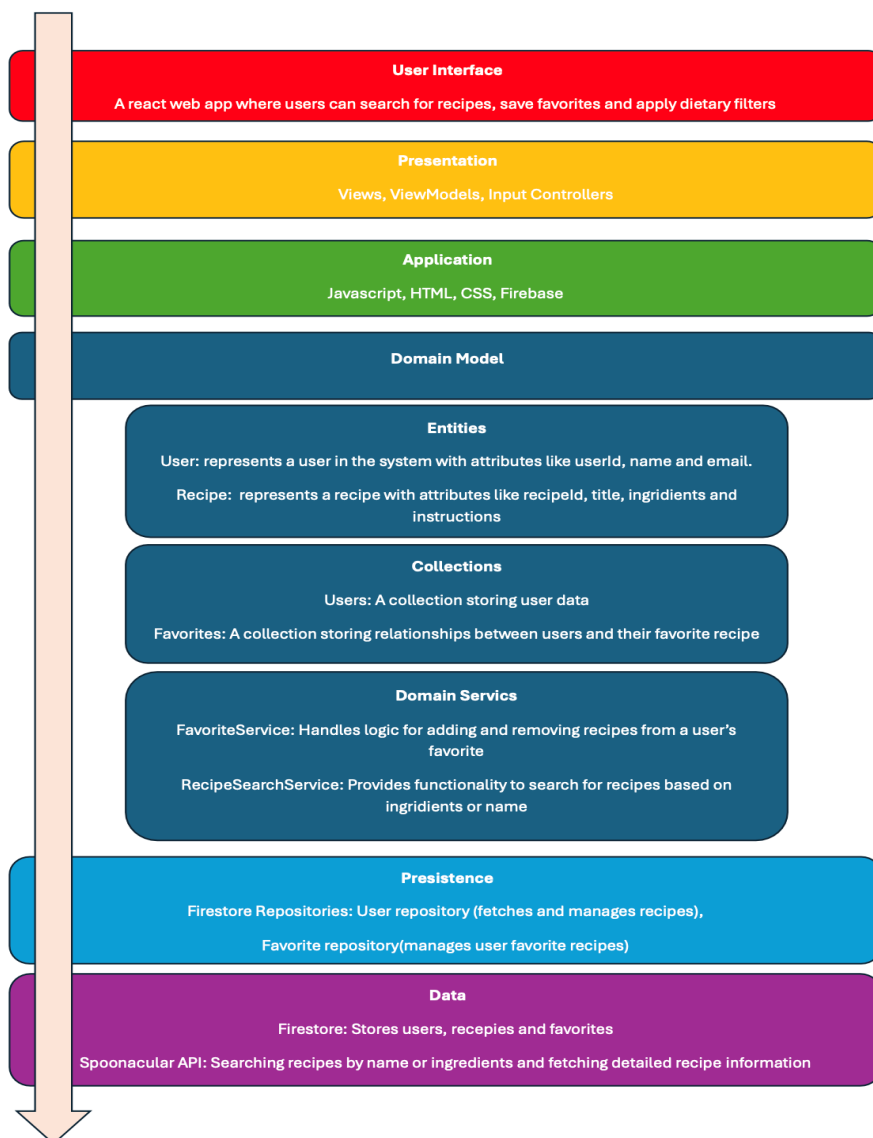 User Interface
A react web app where users can search for recipes, save favorites and apply dietary filters
Presentation
Views, ViewModels, Input Controllers
Application
Javascript, HTML, CSS, Firebase
Domain Model
Entities
User: represents a user in the system with attributes like userId, name and email.
Recipe: represents a recipe with attributes like recipeId, title, ingridients and
instructions
Collections
Users: A collection storing user data
Favorites: A collection storing relationships between users and their favorite recipe
Domain Servics
FavoriteService: Handles logic for adding and removing recipes from a user’s
favorite
RecipeSearchService: Provides functionality to search for recipes based on
ingridients or name
Presistence
Firestore Repositories: User repository (fetches and manages recipes),
Favorite repository(manages user favorite recipes)
Data
Firestore: Stores users, recepies and favorites
Spoonacular API: Searching recipes by name or ingredients and fetching detailed recipe information